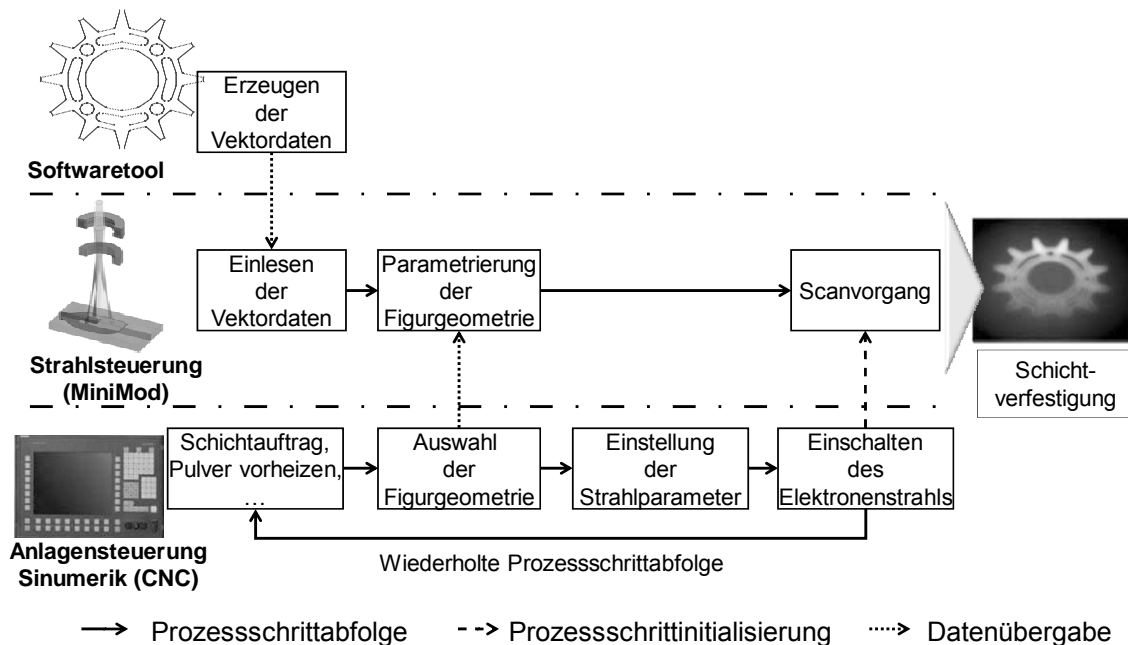 Erzeugen
der
Vektordaten
Softwaretool
Einlesen
der
Vektordaten
Parametrierung
der
Figurgeometrie
Scanvorgang
Strahlsteuerung
(MiniMod)
Schicht-
verfestigung
Schichtauftrag,
Pulver vorheizen,
...
Auswahl
der
Figurgeometrie
Einstellung
der
Strahlparameter
Einschalten
des
Elektronenstrahls
Anlagensteuerung
Sinumerik (CNC)
Wiederholte Prozessschrittabfolge
Prozessschrittabfolge
Prozessschrittinitialisierung
Datenübergabe